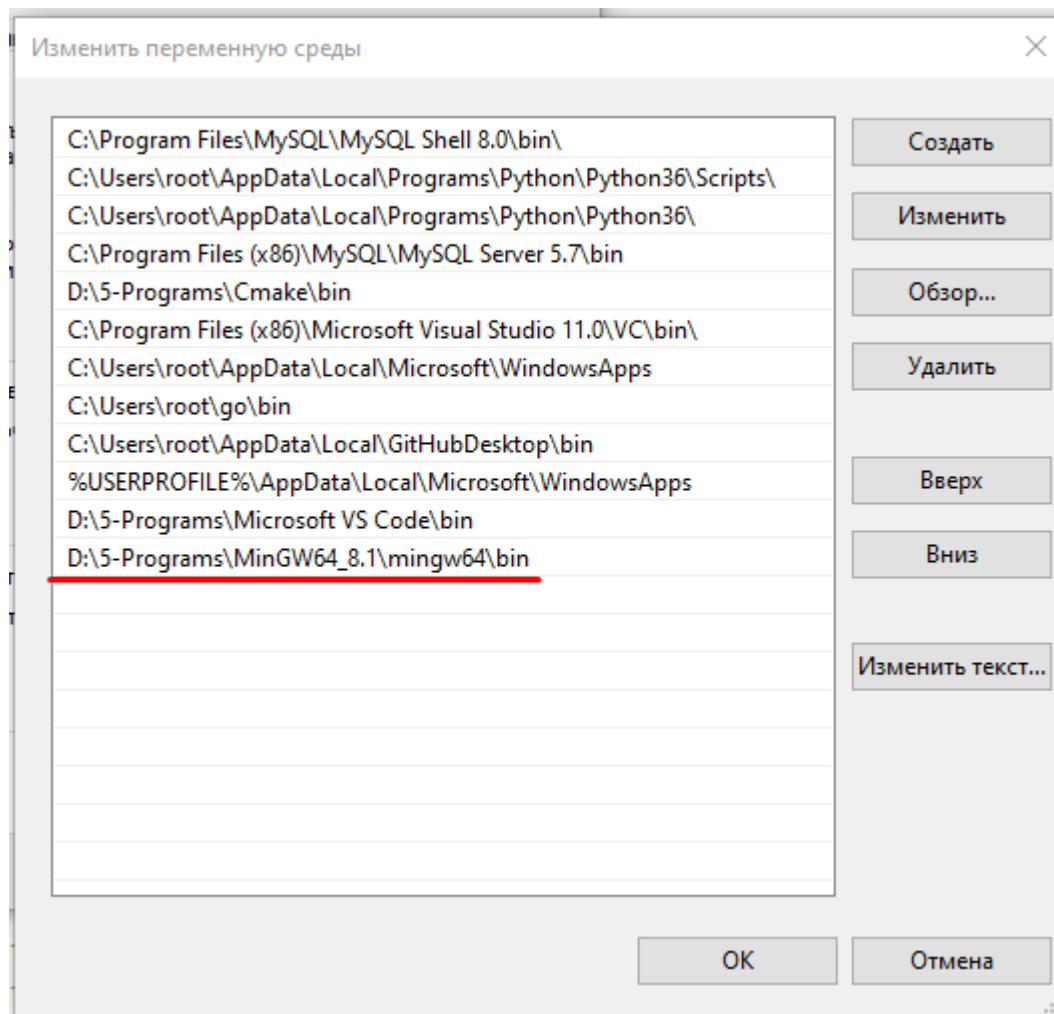 Изменить переменную среды
C:\Program Files\MySQL\MySQL Shell 8.0\bin\
C:\Users\root\AppData\Local\Programs\Python\Python36\Scripts\
C:\Users\root\AppData\Local\Programs\Python\Python36\
C:\Program Files (x86)\MySQL\MySQL Server 5.7\bin
D:\5-Programs\Cmake\bin
C:\Program Files (x86)\Microsoft Visual Studio 11.0\VC\bin\
C:\Users\root\AppData\Local\Microsoft\WindowsApps
C:\Users\root\go\bin
C:\Users\root\AppData\Local\GitHubDesktop\bin
%USERPROFILE%\AppData\Local\Microsoft\WindowsApps
D:\5-Programs\Microsoft VS Code\bin
D:\5-Programs\MinGW64_8.1\mingw64\bin
Создать
Изменить
Обзор...
Удалить
Вверх
Вниз
Изменить текст...
ОК
Отмена